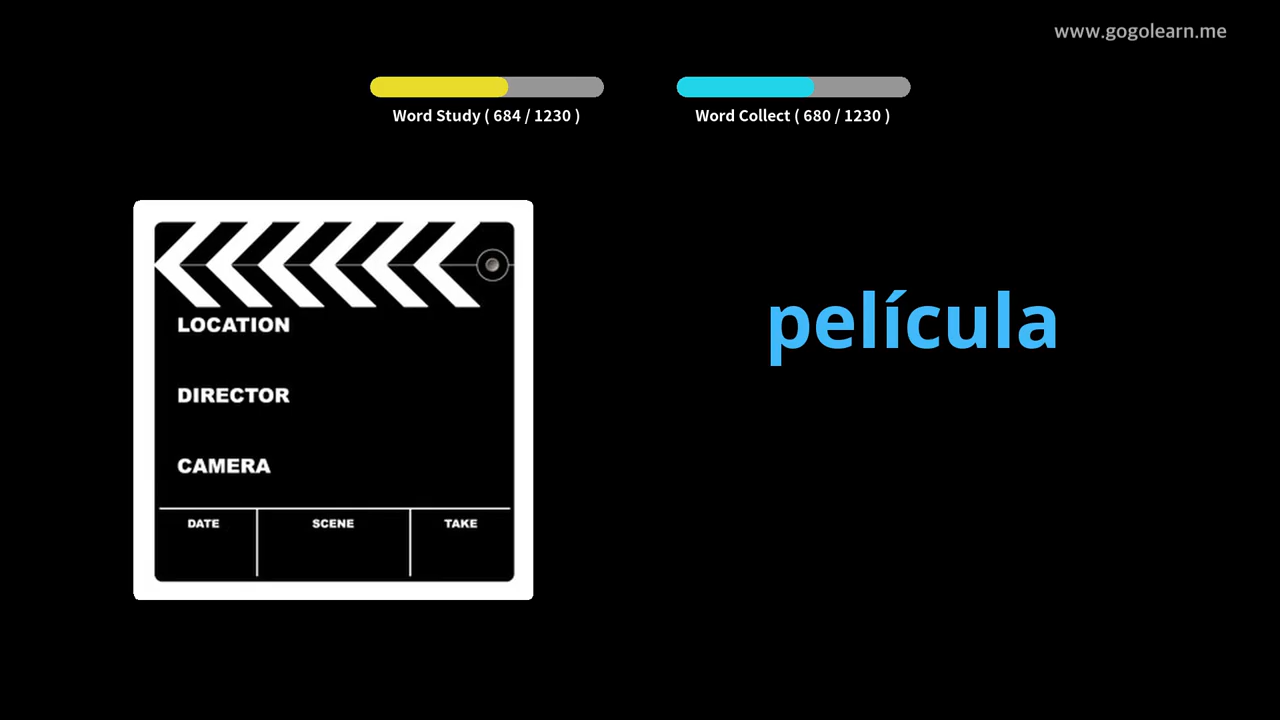 www.gogolearn.me
Word Study ( 684 / 1230 )
Word Collect ( 680 / 1230 )
LOCATION
DIRECTOR
CAMERA
DATE
SCENE
TAKE
película